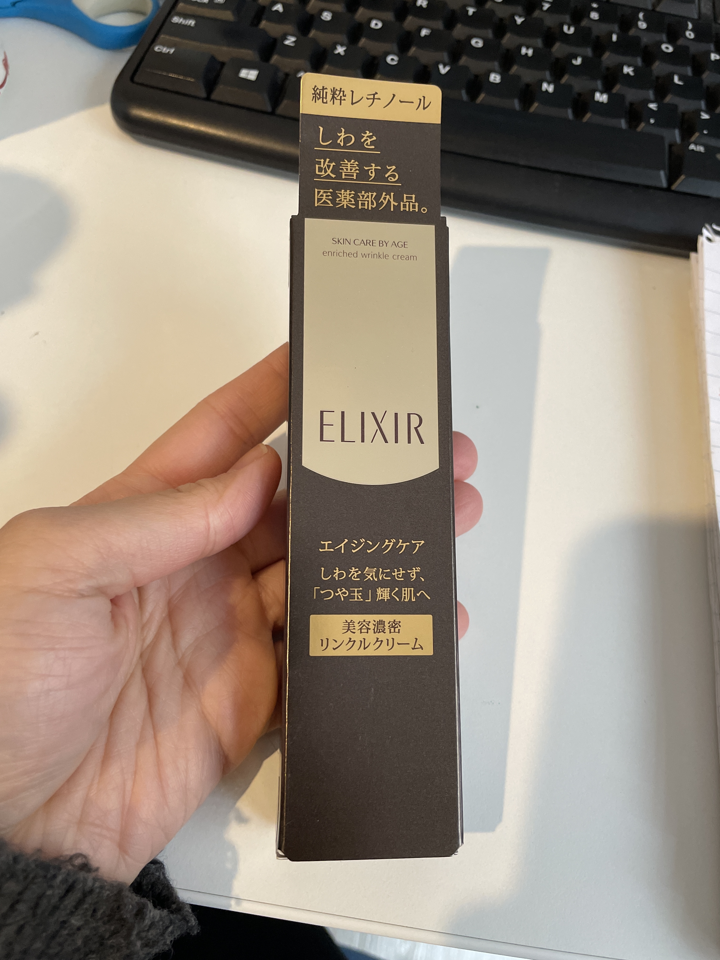 Shift
A
S
D
F
G
H
J
K
L
Ctrl
Z
X
C
V
B
N
M
Alt
純粋レチノール
しわを
改善する
医薬部外品。
SKIN CARE BY AGE
enriched wrinkle cream
ELIXIR
エイジングケア
しわを気にせず、
「つや玉」輝く肌へ
美容濃密
リンクルクリーム